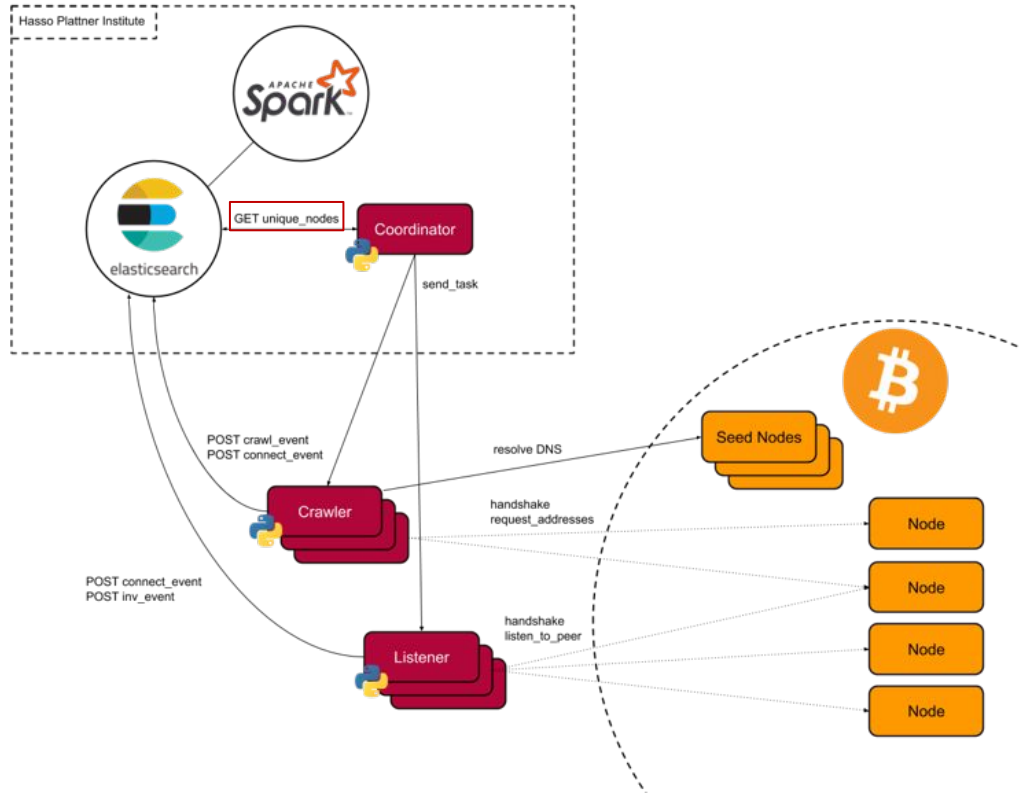 Hasso Plattner Institute
APACHE
Spark™
GET unique_nodes
Coordinator
elasticsearch
send_task
POST crawl_event
POST connect_event
resolve DNS
Seed Nodes
Crawler
handshake
request_addresses
Node
Node
POST connect_event
POST inv_event
handshake
listen_to_peer
Listener
Node
Node